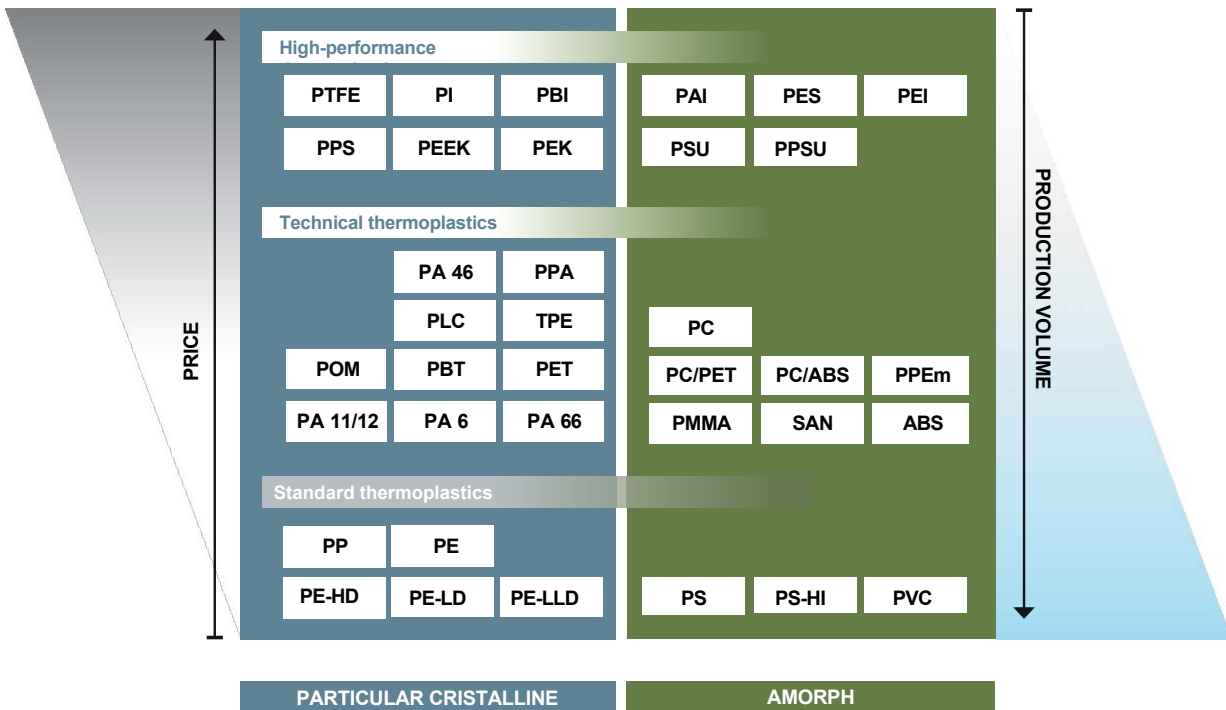 High-performance
PTFE PI PBI PAI PES PEI
PPS PEEK PEK PSU PPSU
Technical thermoplastics
PA 46 PPA
PLC TPE PC
POM PBT PET PC/PET PC/ABS PPEm
PA 11/12 PA 6 PA 66 PMMA SAN ABS
Standard thermoplastics
PP PE
PE-HD PE-LD PE-LLD PS PS-HI PVC
PRICE
PRODUCTION VOLUME
PARTICULAR CRISTALLINE AMORPH